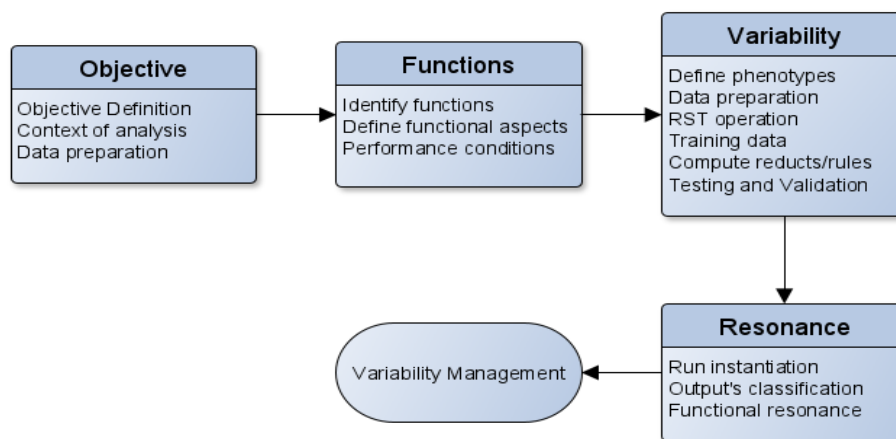 Objective
Objective Definition
Context of analysis
Data preparation
Functions
Identify functions
Define functional aspects
Performance conditions
Variability
Define phenotypes
Data preparation
RST operation
Training data
Compute reducts/rules
Testing and Validation
Resonance
Run instantiation
Output's classification
Functional resonance
Variability Management